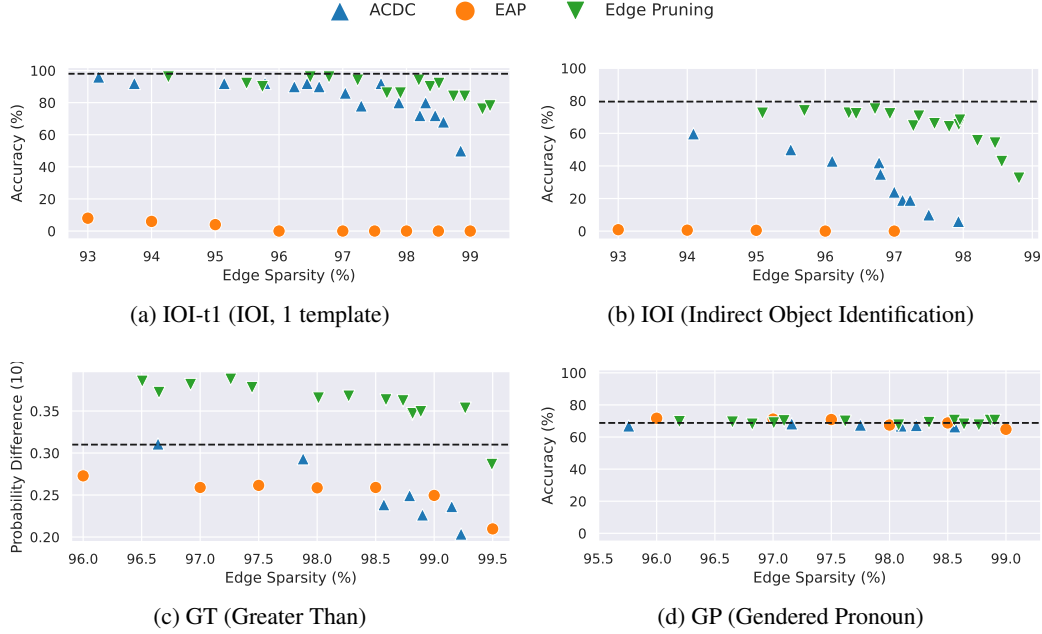 ACDC EAP Edge Pruning
100
80
60
40
20
0
Accuracy (%)
93 94 95 96 97 98 99
Edge Sparsity (%)
(a) IOI-t1 (IOI, 1 template)
100
80
60
40
20
0
Accuracy (%)
93 94 95 96 97 98 99
Edge Sparsity (%)
(b) IOI (Indirect Object Identification)
0.35
0.30
0.25
0.20
Probability Difference (10)
96.0 96.5 97.0 97.5 98.0 98.5 99.0 99.5
Edge Sparsity (%)
(c) GT (Greater Than)
100
80
60
40
20
0
Accuracy (%)
95.5 96.0 96.5 97.0 97.5 98.0 98.5 99.0
Edge Sparsity (%)
(d) GP (Gendered Pronoun)